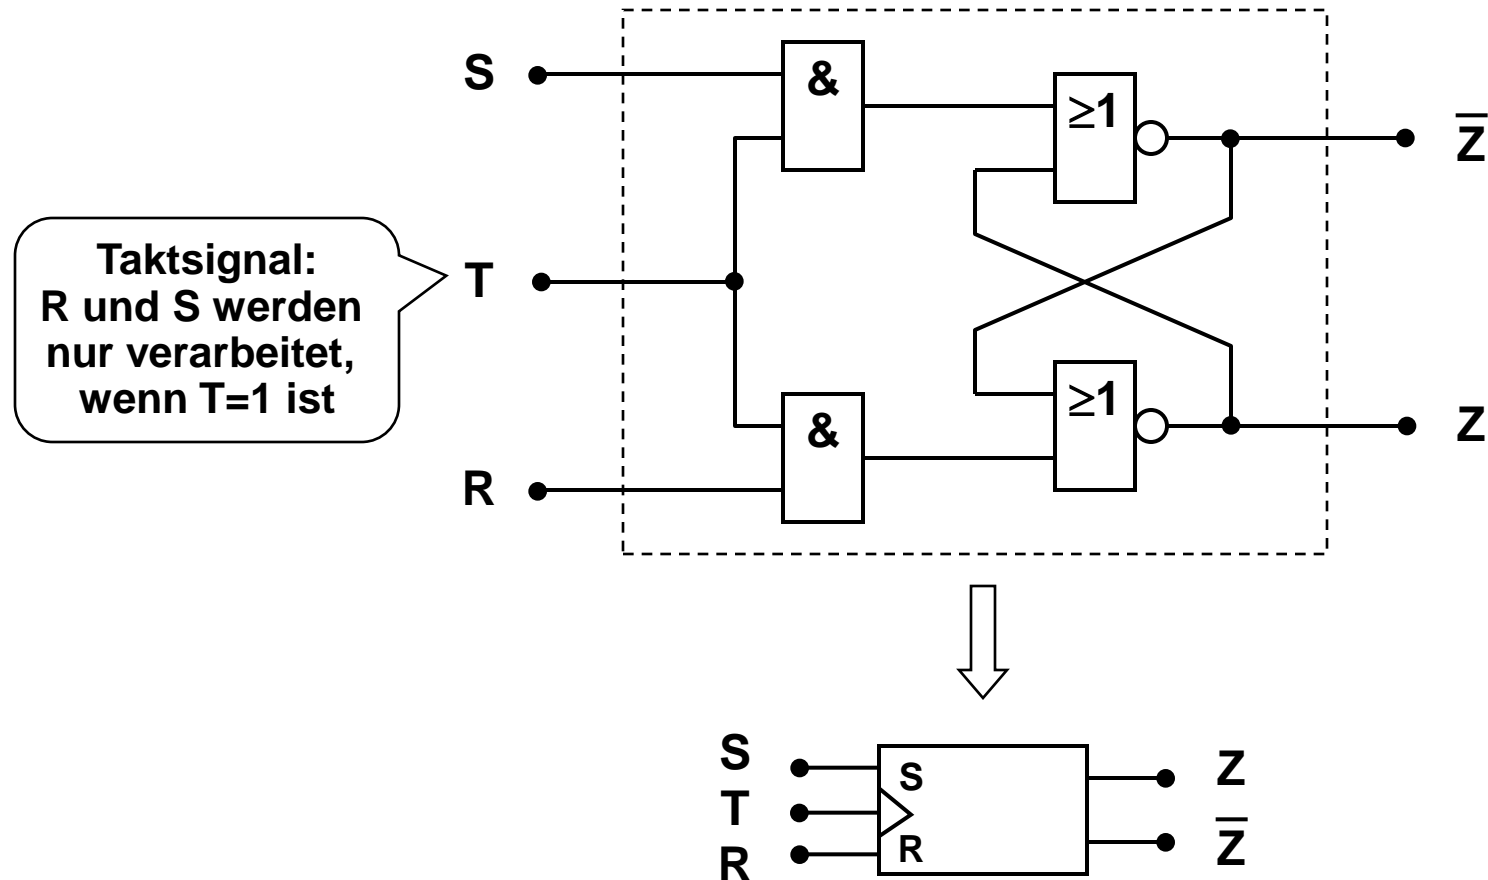 S
&
≥1
Z̅
Taktsignal:
R und S werden
nur verarbeitet,
wenn T=1 ist
T
&
≥1
Z
R
S
S
Z
T
R
R
Z̅